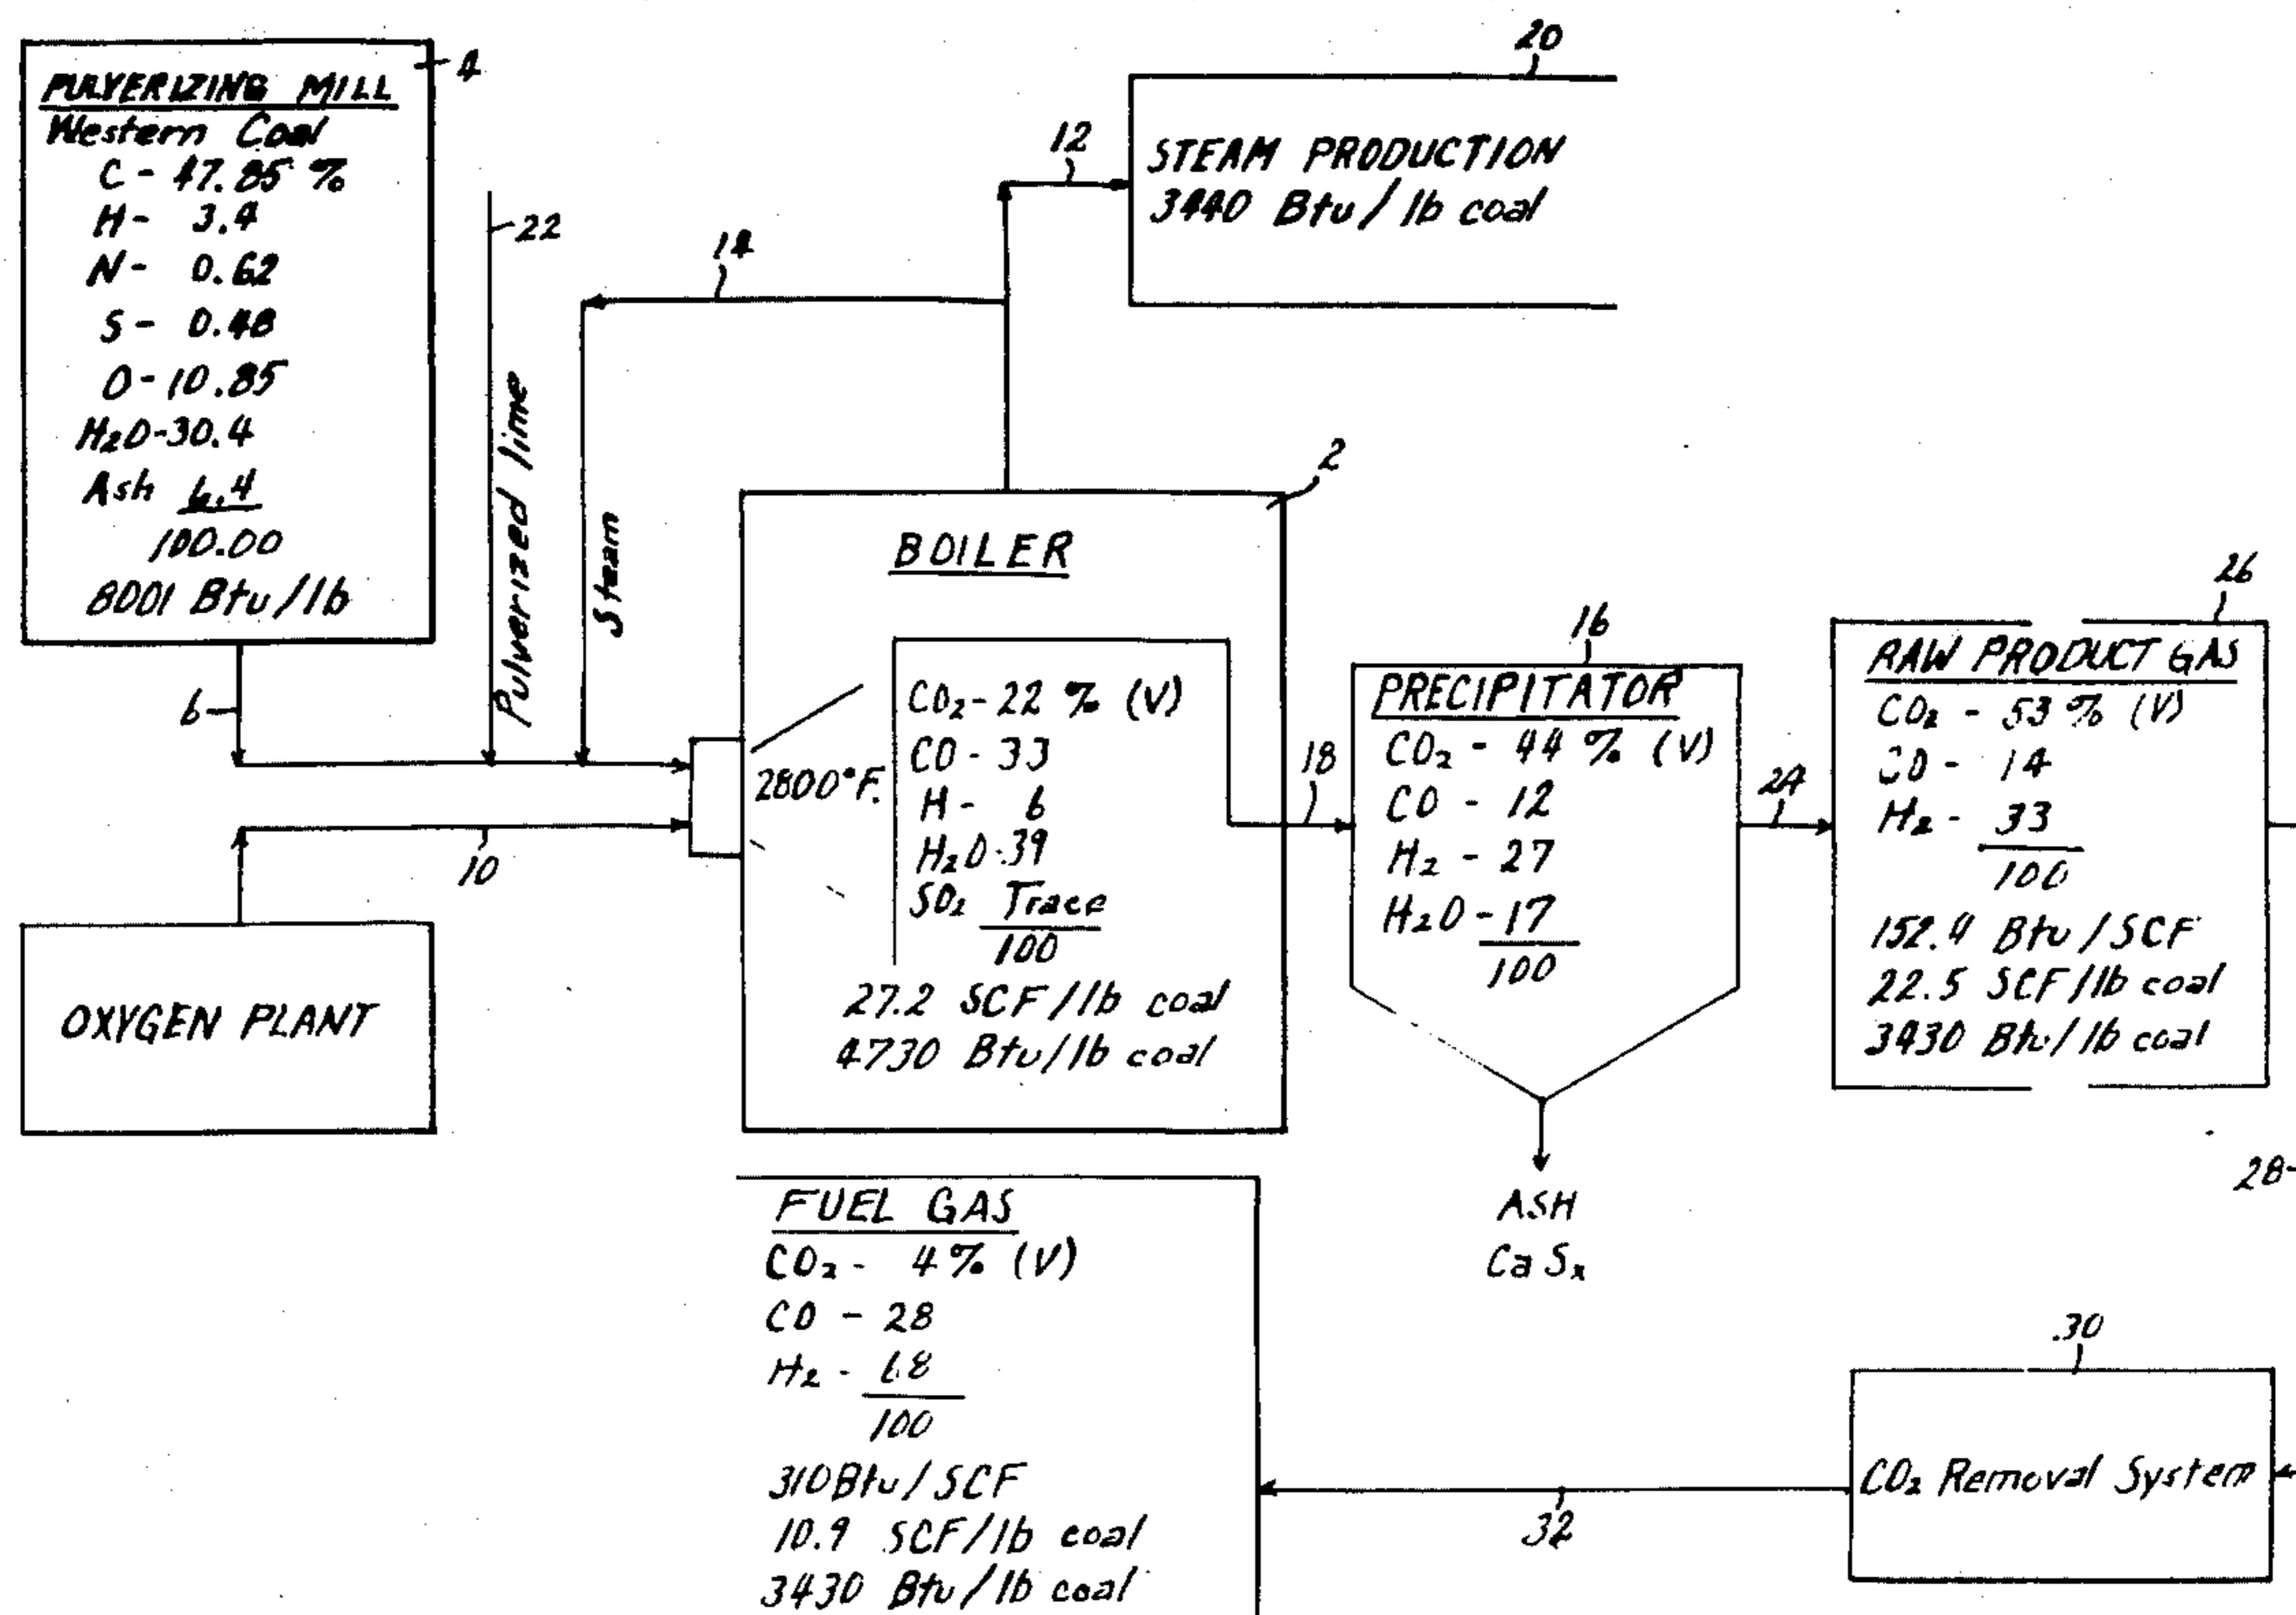 4
PULVERIZING MILL
Western Coal
C - 47.85 %
H - 3.4
N - 0.62
S - 0.48
O - 10.85
H2O - 30.4
Ash 6.4
100.00
8001 Btu/lb
6
OXYGEN PLANT
10
22
Pulverized lime
14
Steam
12
20
STEAM PRODUCTION
3440 Btu/lb coal
2
BOILER
2800°F.
CO2 - 22 % (V)
CO - 33
H - 6
H2O - 39
SO2 Trace
100
27.2 SCF/lb coal
4730 Btu/lb coal
18
16
PRECIPITATOR
CO2 - 44 % (V)
CO - 12
H2 - 27
H2O - 17
100
ASH
CaSx
24
26
RAW PRODUCT GAS
CO2 - 53 % (V)
CO - 14
H2 - 33
100
152.4 Btu/SCF
22.5 SCF/lb coal
3430 Btu/lb coal
28
30
CO2 Removal System
32
FUEL GAS
CO2 - 4 % (V)
CO - 28
H2 - 68
100
310 Btu/SCF
10.9 SCF/lb coal
3430 Btu/lb coal